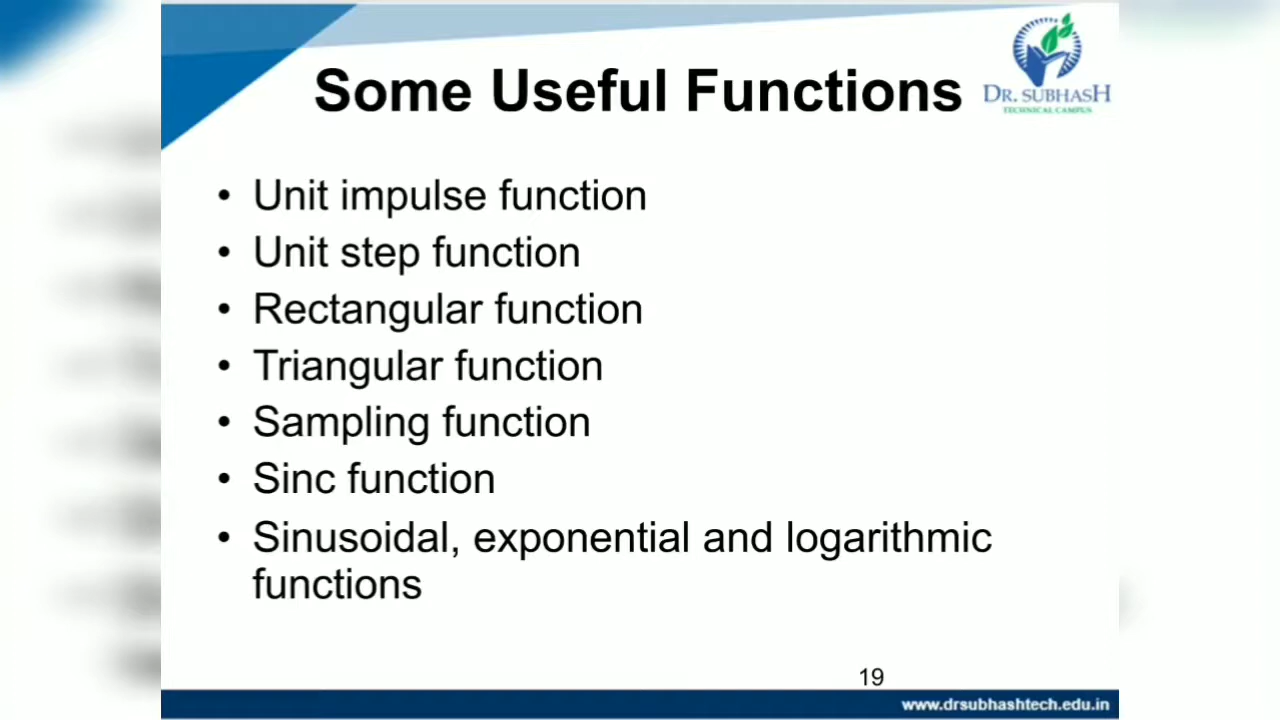 Some Useful Functions
DR. SUBHASH
TECHNICAL CAMPUS
• Unit impulse function
• Unit step function
• Rectangular function
• Triangular function
• Sampling function
• Sinc function
• Sinusoidal, exponential and logarithmic
functions
19
www.drsubhashtech.edu.in